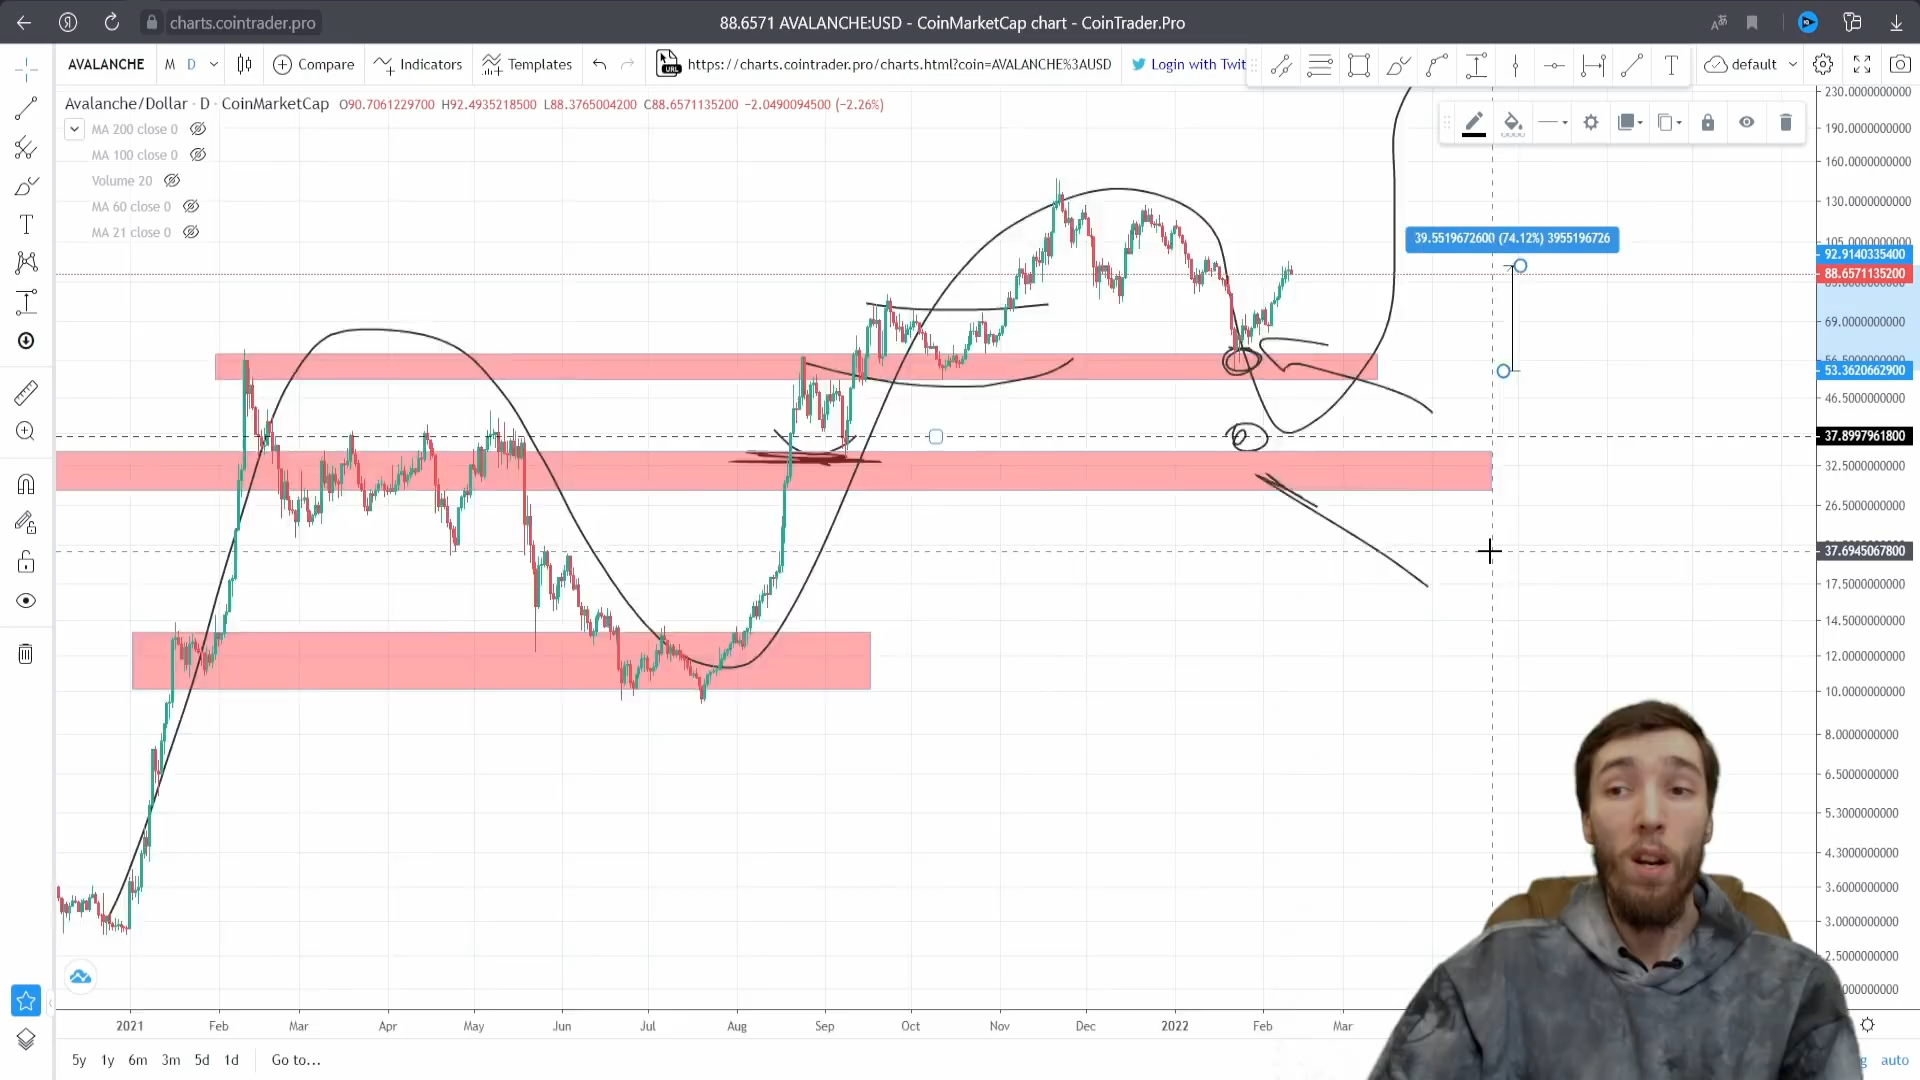 charts.cointrader.pro
88.6571 AVALANCHE:USD - CoinMarketCap chart - CoinTrader.Pro
AVALANCHE M D Compare Indicators Templates URL https://charts.cointrader.pro/charts.html?coin=AVALANCHE%3AUSD Login with Twit T default
Avalanche/Dollar · D · CoinMarketCap O90.7061229700 H92.4935218500 L88.3765004200 C88.6571135200 −2.0490094500 (−2.26%)
MA 200 close 0
MA 100 close 0
Volume 20
MA 60 close 0
MA 21 close 0
39.5519672600 (74.12%) 3955196726
230.0000000000
190.0000000000
160.0000000000
130.0000000000
105.0000000000
92.9140335400
88.6571135200
69.0000000000
53.3620662900
46.5000000000
37.8997961800
32.5000000000
26.5000000000
37.6945067800
17.5000000000
14.5000000000
12.0000000000
10.0000000000
8.0000000000
6.5000000000
5.3000000000
4.3000000000
3.6000000000
3.0000000000
2.5000000000
2021 Feb Mar Apr May Jun Jul Aug Sep Oct Nov Dec 2022 Feb Mar
5y 1y 6m 3m 5d 1d Go to... auto